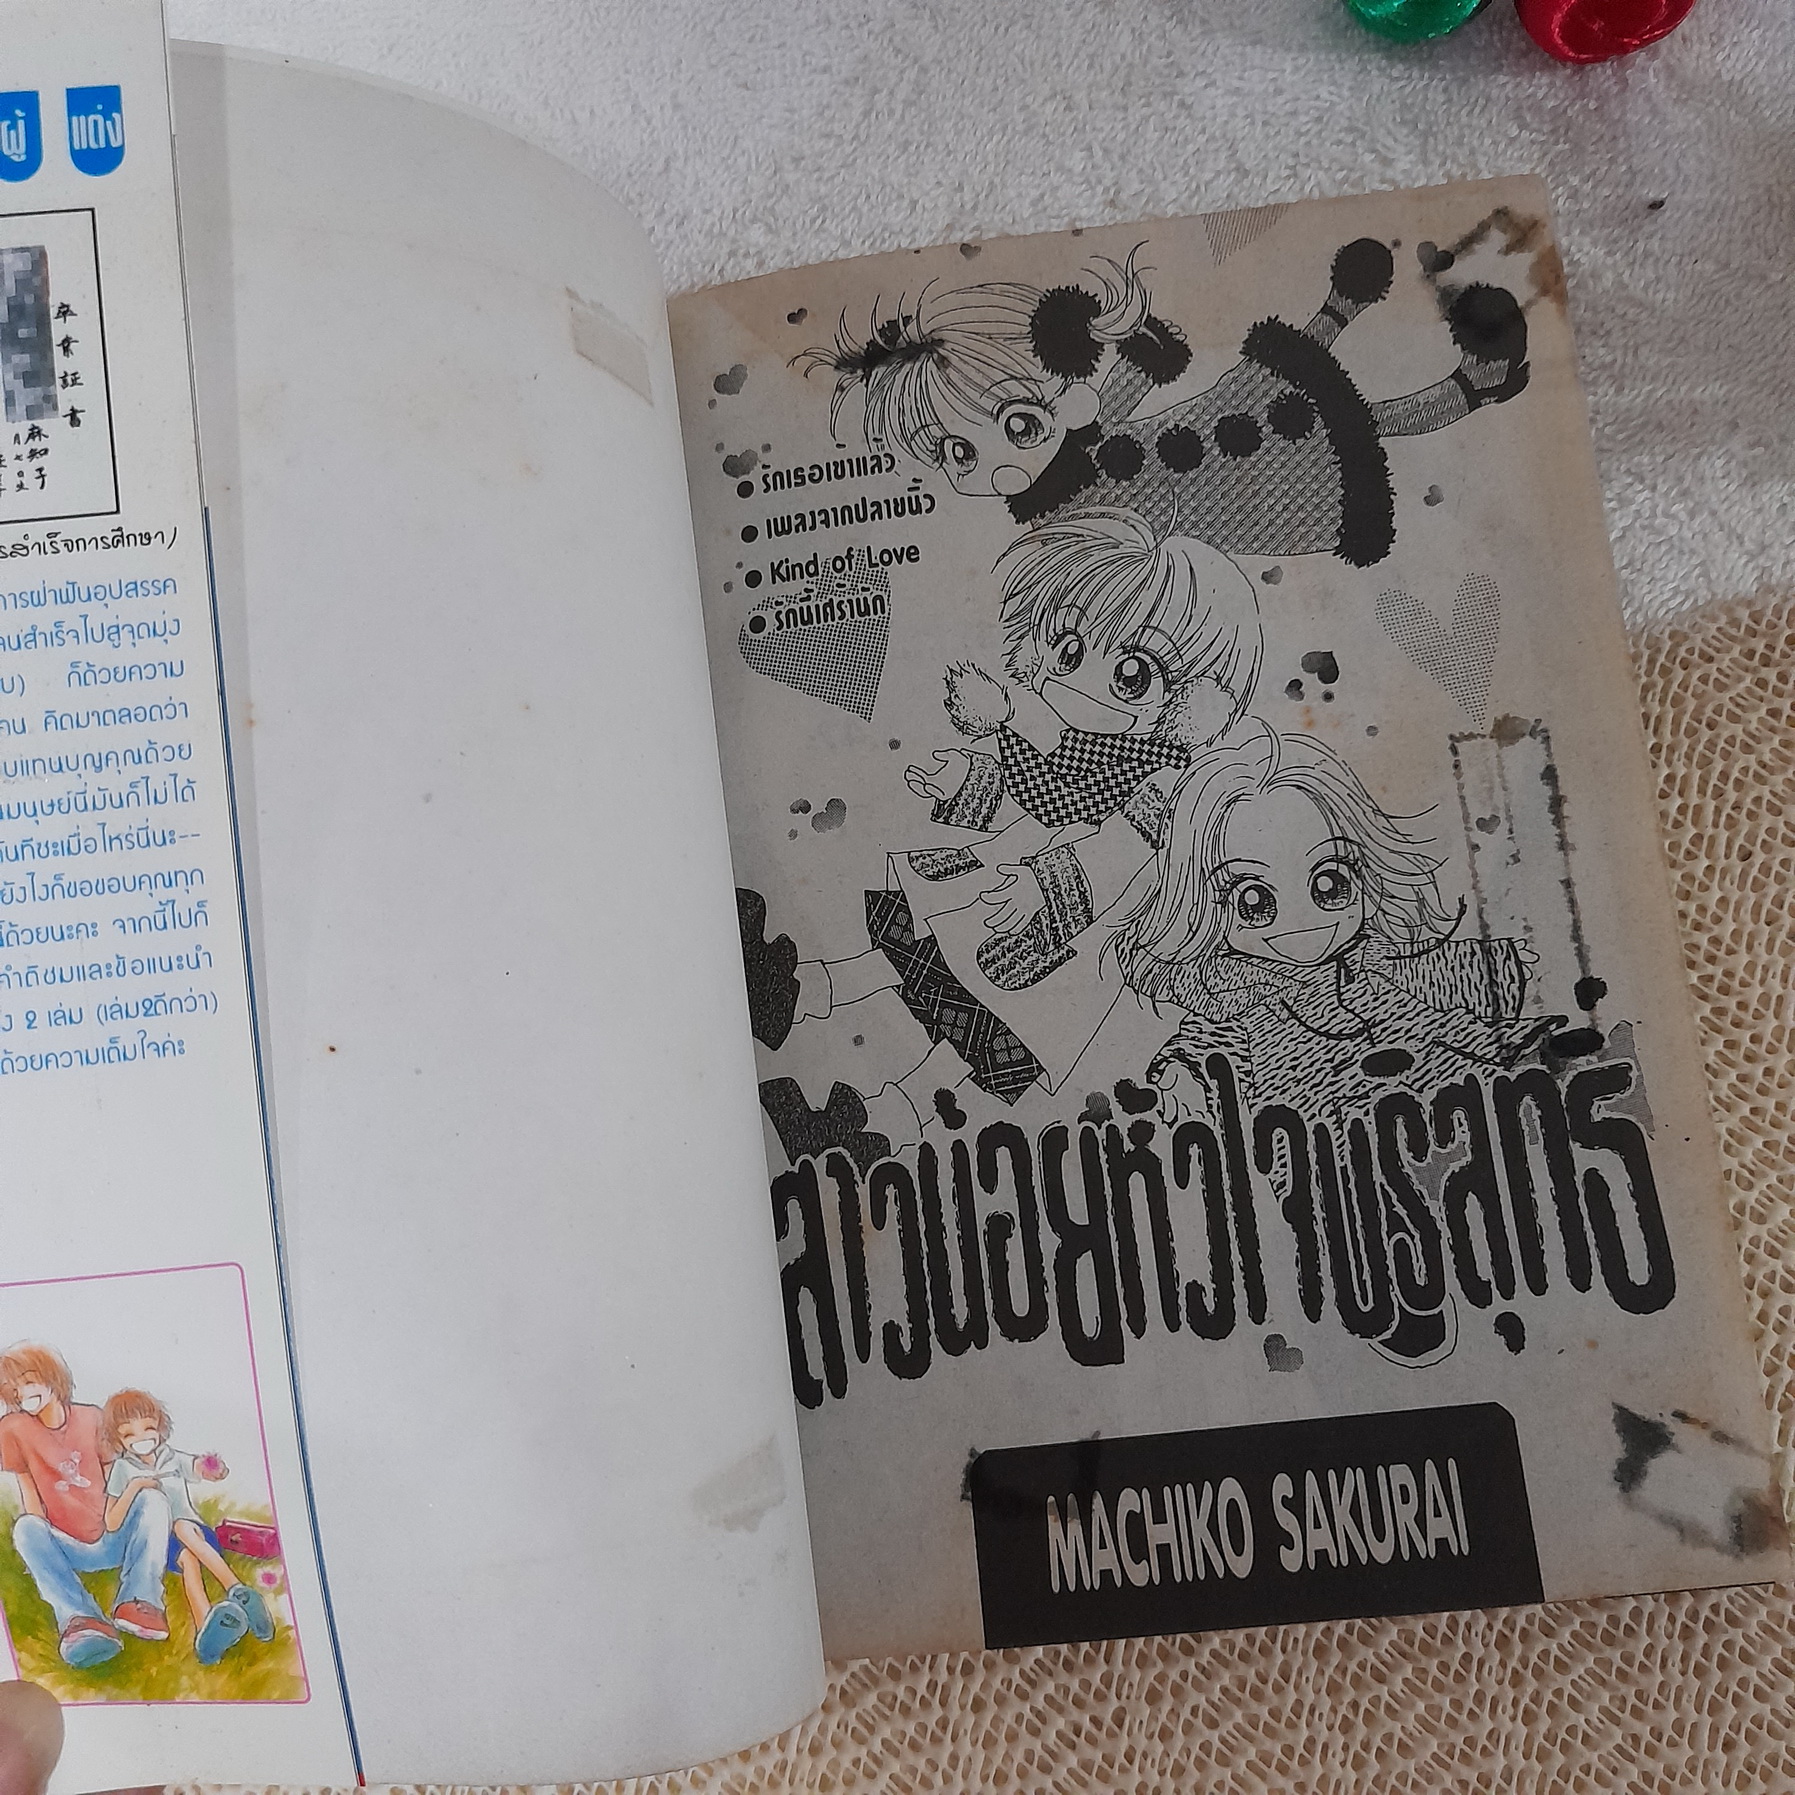 ผู้ แต่ง
卒業証書
麻
知
子
รสำเร็จการศึกษา)
การฝ่าฟันอุปสรรค
นสำเร็จไปสู่จุดมุ่ง
บ) ก็ด้วยความ
คน คิดมาตลอดว่า
บแทนบุญคุณด้วย
มนุษย์นี่มันก็ไม่ได้
ันทีซะเมื่อไหร่นี่นะ--
ยังไงก็ขอขอบคุณทุก
์ด้วยนะคะ จากนี้ไปก็
คำติชมและข้อแนะนำ
ง 2 เล่ม (เล่ม2ดีกว่า)
ด้วยความเต็มใจค่ะ
● รักเธอเข้าแล้ว
● เพลงจากปลายนิ้ว
● Kind of Love
● รักนี้เศร้านัก
สาวน้อยหัวใจบริสุทธิ์
MACHIKO SAKURAI